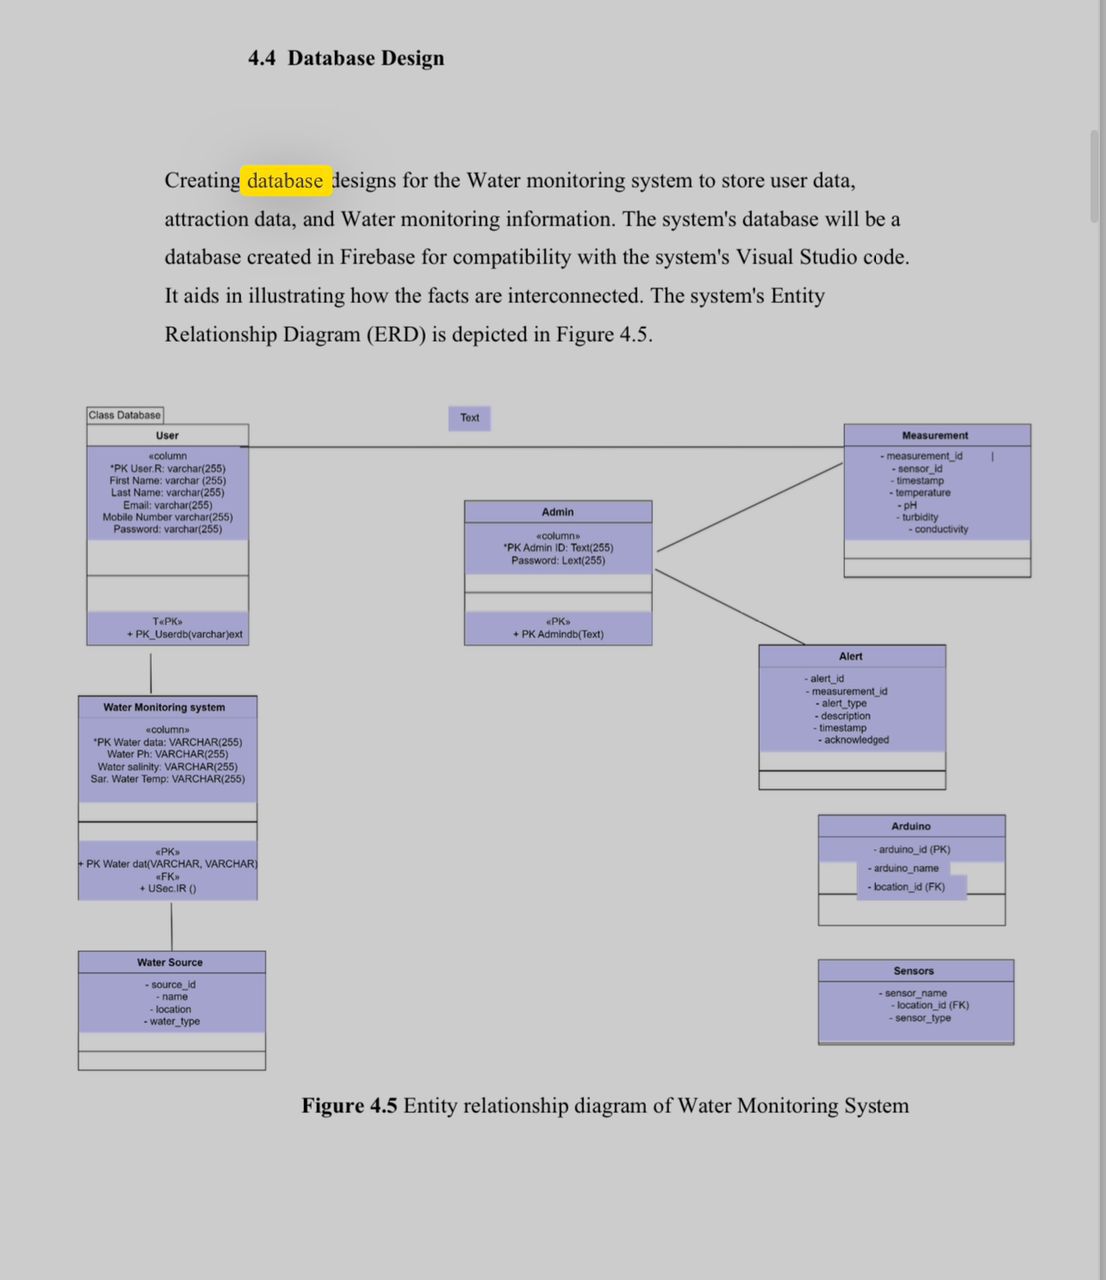 4.4 Database Design
Creating database designs for the Water monitoring system to store user data,
attraction data, and Water monitoring information. The system's database will be a
database created in Firebase for compatibility with the system's Visual Studio code.
It aids in illustrating how the facts are interconnected. The system's Entity
Relationship Diagram (ERD) is depicted in Figure 4.5.
Class Database
User
«column
*PK User.R: varchar(255)
First Name: varchar (255)
Last Name: varchar(255)
Email: varchar(255)
Mobile Number varchar(255)
Password: varchar(255)
T«PK»
+ PK_Userdb(varchar)ext
Text
Admin
«column»
*PK Admin ID: Text(255)
Password: Lext(255)
«PK»
+ PK Admindb(Text)
Measurement
- measurement_id
- sensor_id
- timestamp
- temperature
- pH
- turbidity
- conductivity
Alert
- alert_id
- measurement_id
- alert_type
- description
- timestamp
- acknowledged
Water Monitoring system
«column»
*PK Water data: VARCHAR(255)
Water Ph: VARCHAR(255)
Water salinity: VARCHAR(255)
Sar. Water Temp: VARCHAR(255)
«PK»
+ PK Water dat(VARCHAR, VARCHAR)
«FK»
+ USec.IR ()
Arduino
- arduino_id (PK)
- arduino_name
- location_id (FK)
Water Source
- source_id
- name
- location
- water_type
Sensors
- sensor_name
- location_id (FK)
- sensor_type
Figure 4.5 Entity relationship diagram of Water Monitoring System